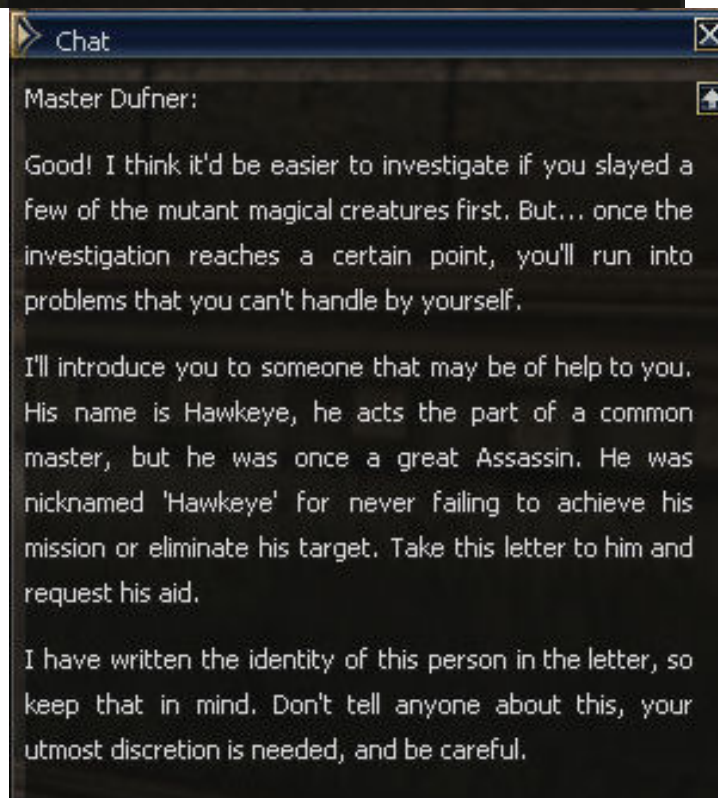 Chat
Master Dufner:
Good! I think it'd be easier to investigate if you slayed a
few of the mutant magical creatures first. But... once the
investigation reaches a certain point, you'll run into
problems that you can't handle by yourself.
I'll introduce you to someone that may be of help to you.
His name is Hawkeye, he acts the part of a common
master, but he was once a great Assassin. He was
nicknamed 'Hawkeye' for never failing to achieve his
mission or eliminate his target. Take this letter to him and
request his aid.
I have written the identity of this person in the letter, so
keep that in mind. Don't tell anyone about this, your
utmost discretion is needed, and be careful.